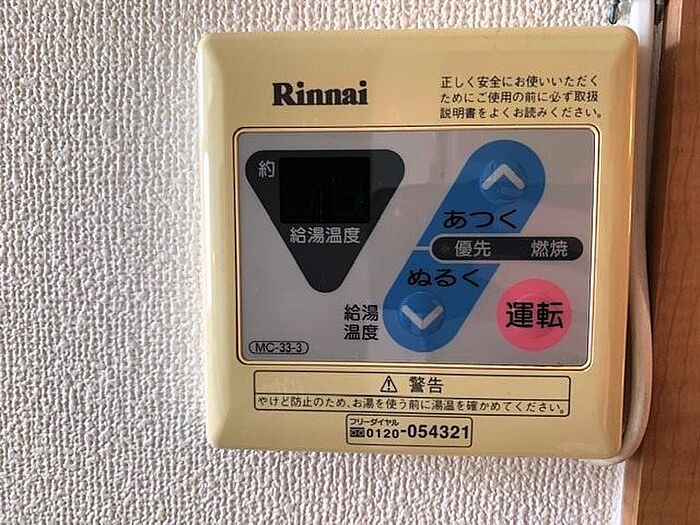 Rinnai
正しく安全にお使いいただく
ためにご使用の前に必ず取扱
説明書をよくお読みください。
約
給湯温度
あつく
優先 燃焼
ぬるく
給湯
温度
運転
MC-33-3
⚠ 警告
やけど防止のため、お湯を使う前に湯温を確かめてください。
フリーダイヤル
0120-054321